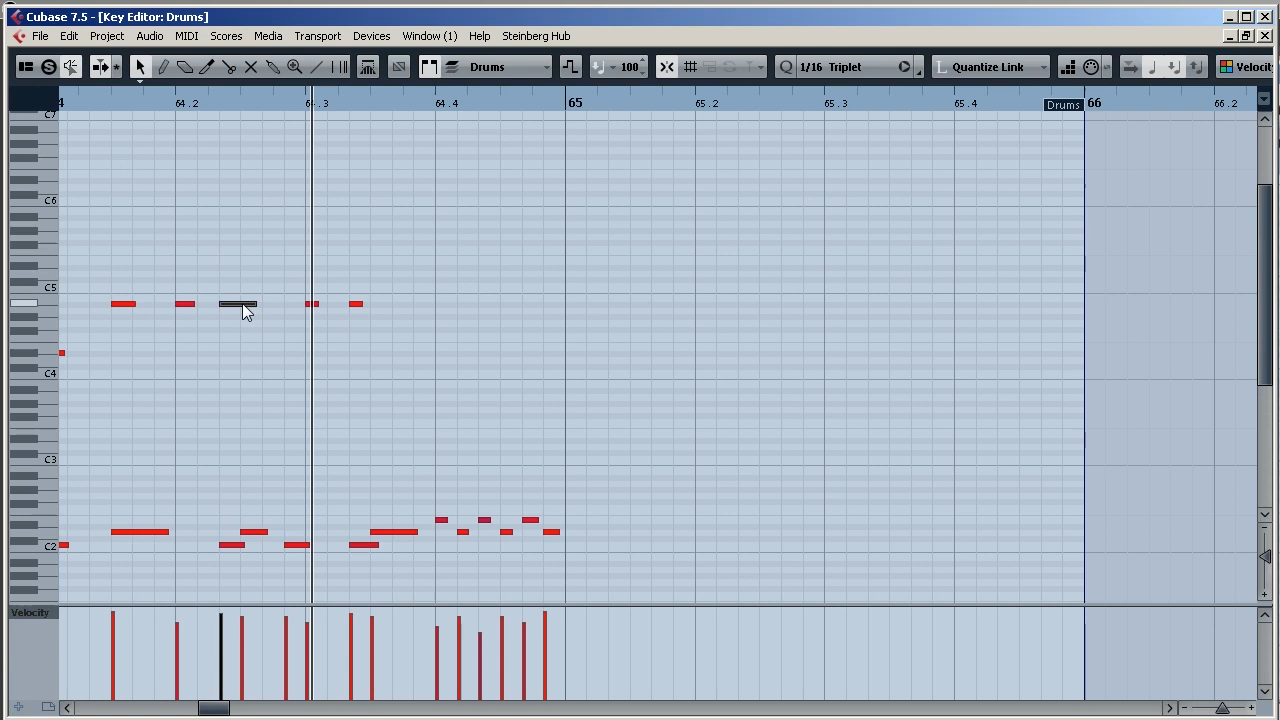 Cubase 7.5 - [Key Editor: Drums]
File Edit Project Audio MIDI Scores Media Transport Devices Window (1) Help Steinberg Hub
Drums 100 Q 1/16 Triplet L Quantize Link Velocity
4 64.2 64.3 64.4 65 65.2 65.3 65.4 Drums 66 66.2
C7
C6
C5
C4
C3
C2
Velocity